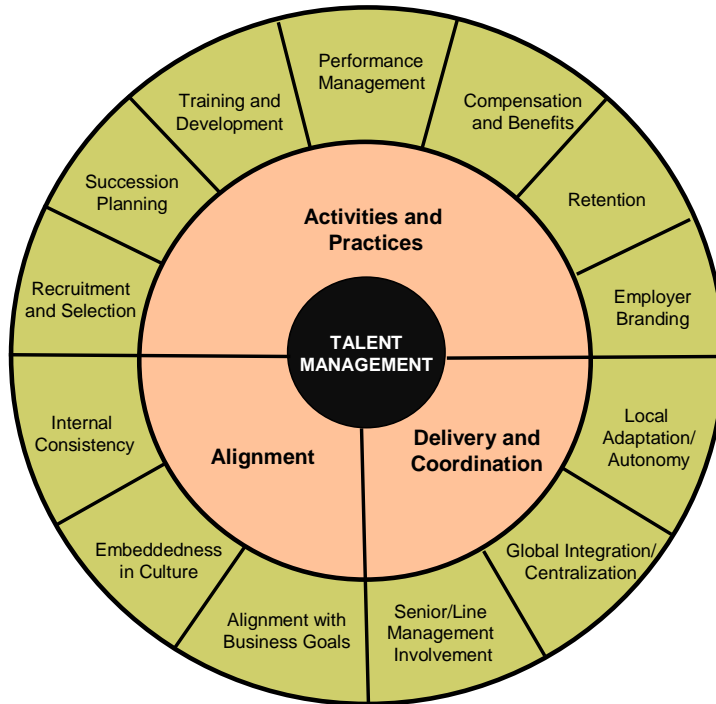 Performance
Management
Compensation
and Benefits
Retention
Employer
Branding
Local
Adaptation/
Autonomy
Global Integration/
Centralization
Senior/Line
Management
Involvement
Alignment with
Business Goals
Embeddedness
in Culture
Internal
Consistency
Recruitment
and Selection
Succession
Planning
Training and
Development
Activities and
Practices
Delivery and
Coordination
Alignment
TALENT
MANAGEMENT